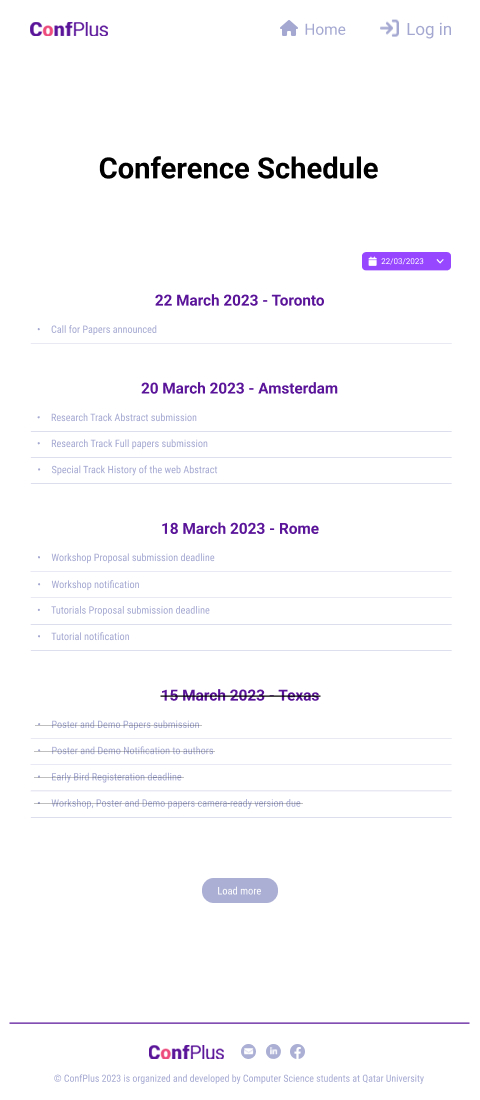 ConfPlus Home Log in
Conference Schedule
22/03/2023
22 March 2023 - Toronto
• Call for Papers announced
20 March 2023 - Amsterdam
• Research Track Abstract submission
• Research Track Full papers submission
• Special Track History of the web Abstract
18 March 2023 - Rome
• Workshop Proposal submission deadline
• Workshop notification
• Tutorials Proposal submission deadline
• Tutorial notification
15 March 2023 - Texas
• Poster and Demo Papers submission
• Poster and Demo Notification to authors
• Early Bird Registeration deadline
• Workshop, Poster and Demo papers camera-ready version due
Load more
ConfPlus
© ConfPlus 2023 is organized and developed by Computer Science students at Qatar University